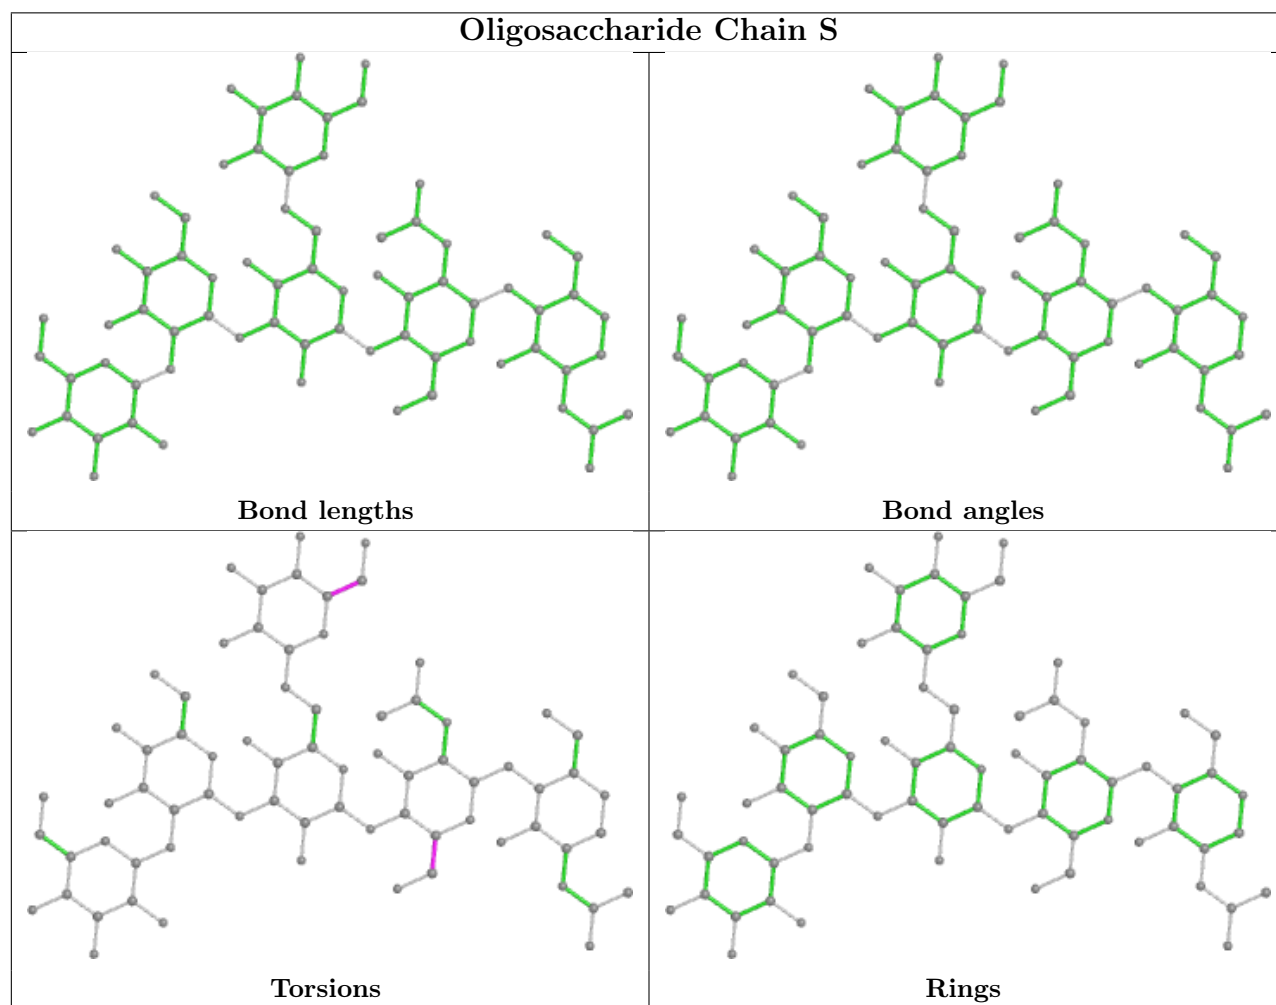 Oligosaccharide Chain S
Bond lengths
Bond angles
Torsions
Rings